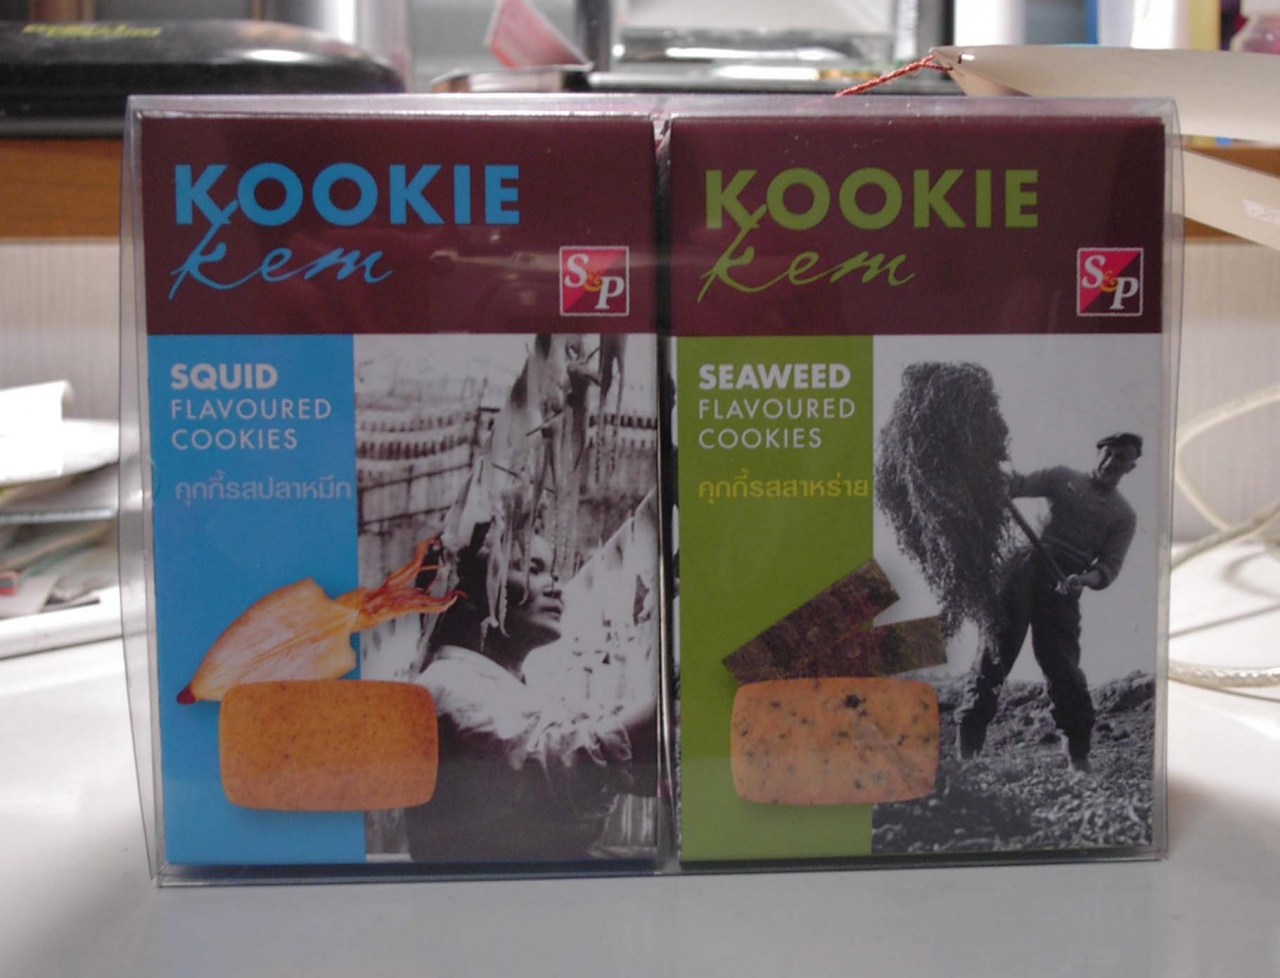 KOOKIE
kem
S&P
SQUID
FLAVOURED
COOKIES
คุกกี้รสปลาหมึก
KOOKIE
kem
S&P
SEAWEED
FLAVOURED
COOKIES
คุกกี้รสสาหร่าย